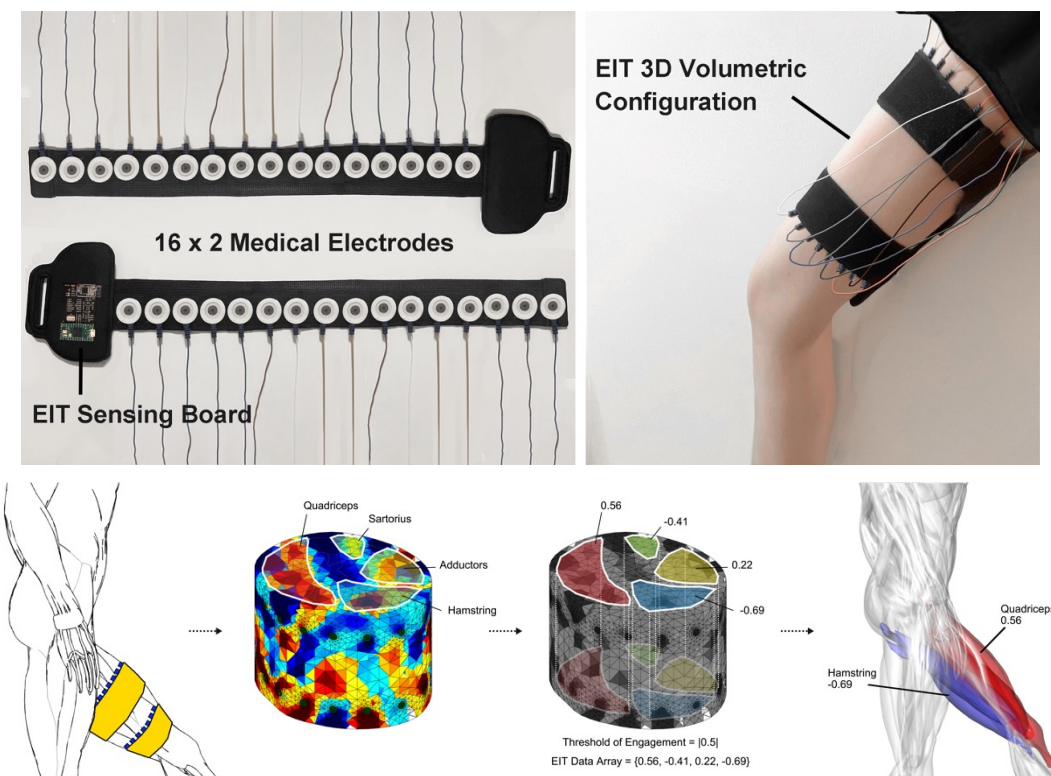 EIT 3D Volumetric
Configuration
16 x 2 Medical Electrodes
EIT Sensing Board
Quadriceps
Sartorius
Adductors
Hamstring
0.56
-0.41
0.22
-0.69
Threshold of Engagement = |0.5|
EIT Data Array = {0.56, -0.41, 0.22, -0.69}
Quadriceps
0.56
Hamstring
-0.69